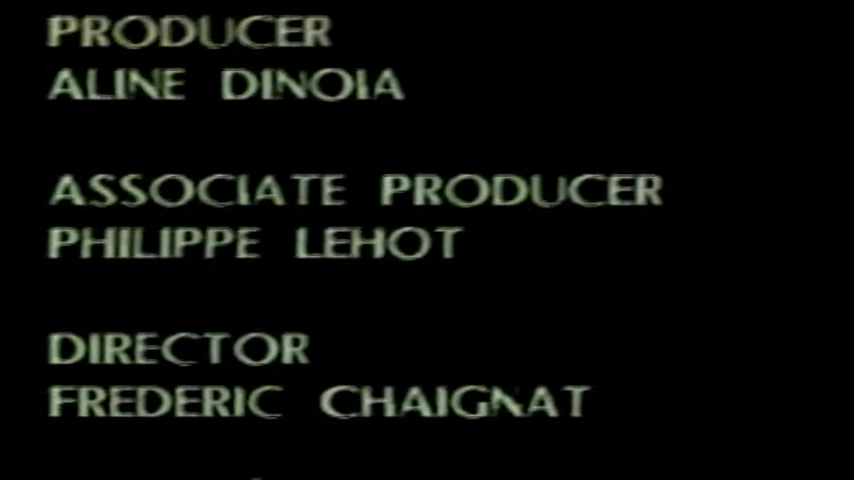 PRODUCER
ALINE DINOIA
ASSOCIATE PRODUCER
PHILIPPE LEHOT
DIRECTOR
FREDERIC CHAIGNAT